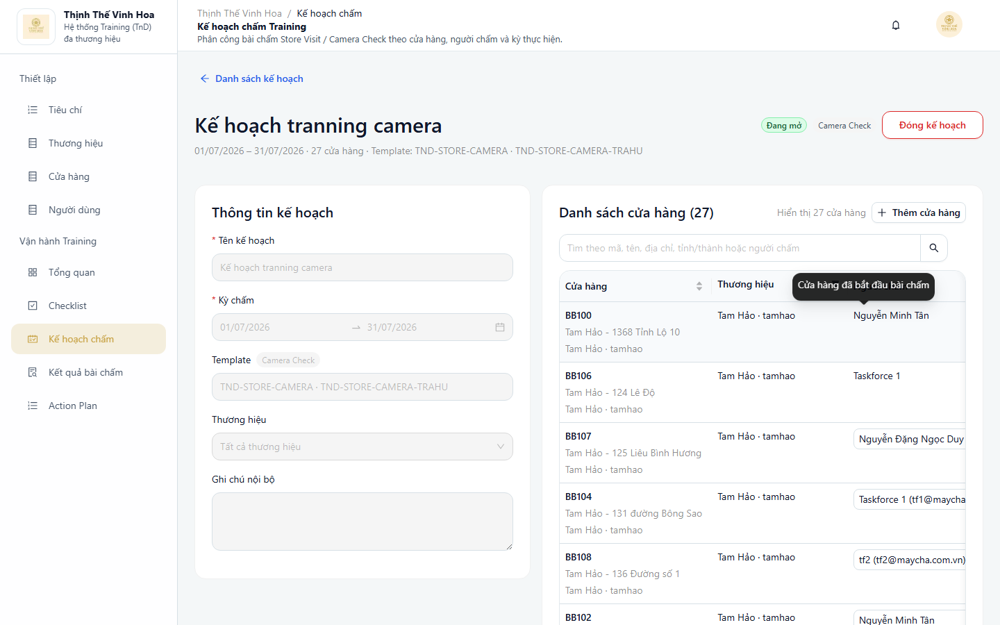 Thịnh Thế Vinh Hoa
Hệ thống Training (TnD)
đa thương hiệu
Thiết lập
Tiêu chí
Thương hiệu
Cửa hàng
Người dùng
Vận hành Training
Tổng quan
Checklist
Kế hoạch chấm
Kết quả bài chấm
Action Plan
Thịnh Thế Vinh Hoa / Kế hoạch chấm
Kế hoạch chấm Training
Phân công bài chấm Store Visit / Camera Check theo cửa hàng, người chấm và kỳ thực hiện.
Danh sách kế hoạch
Kế hoạch tranning camera
Đang mở
Camera Check
Đóng kế hoạch
01/07/2026 – 31/07/2026 · 27 cửa hàng · Template: TND-STORE-CAMERA · TND-STORE-CAMERA-TRAHU
Thông tin kế hoạch
* Tên kế hoạch
Kế hoạch tranning camera
* Kỳ chấm
01/07/2026 → 31/07/2026
Template Camera Check
TND-STORE-CAMERA · TND-STORE-CAMERA-TRAHU
Thương hiệu
Tất cả thương hiệu
Ghi chú nội bộ
Danh sách cửa hàng (27)
Hiển thị 27 cửa hàng
Thêm cửa hàng
Tìm theo mã, tên, địa chỉ, tỉnh/thành hoặc người chấm
Cửa hàng
Thương hiệu
Cửa hàng đã bắt đầu bài chấm
BB100
Tam Hảo · tamhao
Nguyễn Minh Tân
Tam Hảo - 1368 Tỉnh Lộ 10
Tam Hảo · tamhao
BB106
Tam Hảo · tamhao
Taskforce 1
Tam Hảo - 124 Lê Độ
Tam Hảo · tamhao
BB107
Tam Hảo · tamhao
Nguyễn Đặng Ngọc Duy
Tam Hảo - 125 Liêu Bình Hương
Tam Hảo · tamhao
BB104
Tam Hảo · tamhao
Taskforce 1 (tf1@maycha
Tam Hảo - 131 đường Bông Sao
Tam Hảo · tamhao
BB108
Tam Hảo · tamhao
tf2 (tf2@maycha.com.vn)
Tam Hảo - 136 Đường số 1
Tam Hảo · tamhao
BB102
Tam Hảo · tamhao
Nguyễn Minh Tân